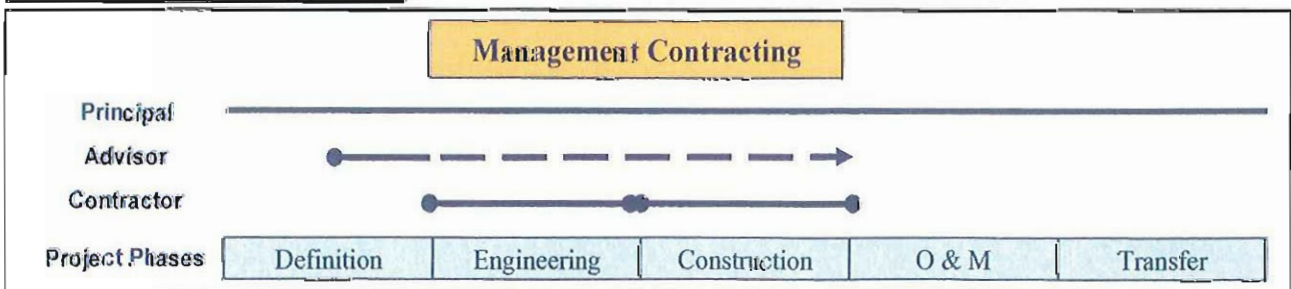 Management Contracting
Principal
Advisor
Contractor
Project Phases
Definition
Engineering
Construction
O & M
Transfer